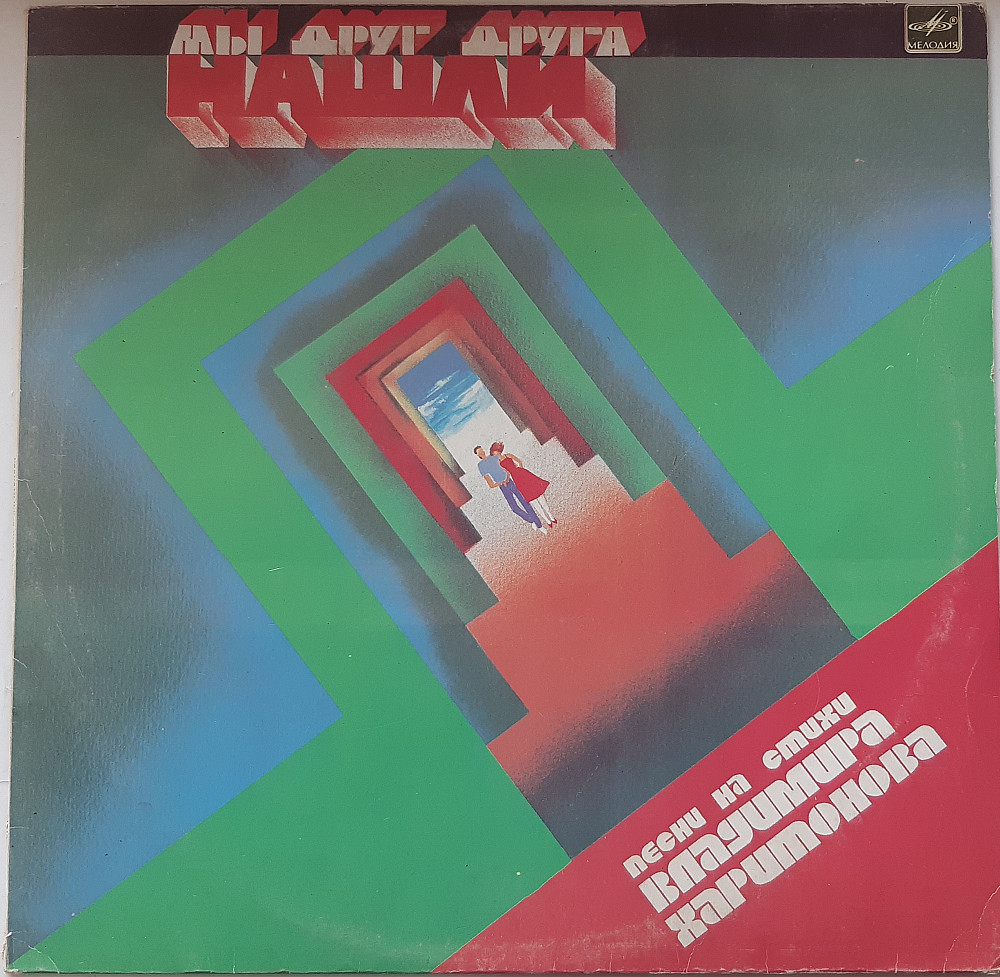 МЫ ДРУГ ДРУГА
НАШЛИ
МЕЛОДИЯ
ПЕСНИ НА СТИХИ
ВЛАДИМИРА
ХАРИТОНОВА